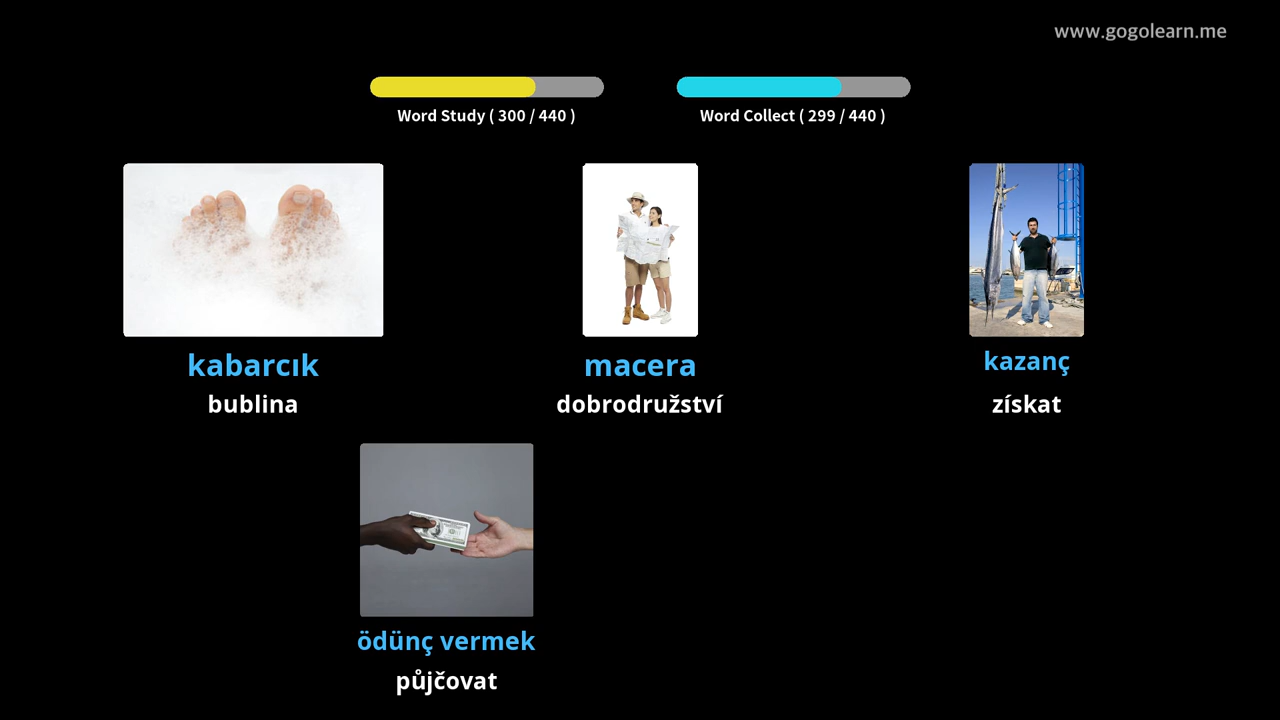 www.gogolearn.me
Word Study ( 300 / 440 )
Word Collect ( 299 / 440 )
kabarcık
bublina
macera
dobrodružství
kazanç
získat
ödünç vermek
půjčovat